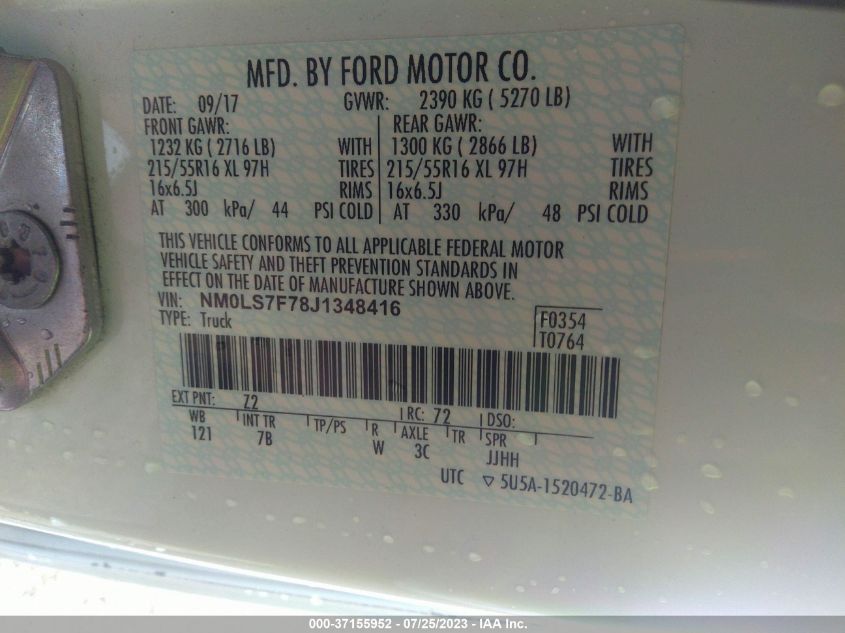 MFD. BY FORD MOTOR CO.
DATE: 09/17 GVWR: 2390 KG ( 5270 LB)
FRONT GAWR: REAR GAWR:
1232 KG ( 2716 LB) WITH 1300 KG ( 2866 LB) WITH
215/55R16 XL 97H TIRES 215/55R16 XL 97H TIRES
16x6.5J RIMS 16x6.5J RIMS
AT 300 kPa/ 44 PSI COLD AT 330 kPa/ 48 PSI COLD
THIS VEHICLE CONFORMS TO ALL APPLICABLE FEDERAL MOTOR
VEHICLE SAFETY AND THEFT PREVENTION STANDARDS IN
EFFECT ON THE DATE OF MANUFACTURE SHOWN ABOVE.
VIN: NM0LS7F78J1348416
TYPE: Truck
F0354
T0764
EXT PNT: Z2 RC: 72 DSO:
WB INT TR TP/PS R AXLE TR SPR
121 7B W 3C JJHH
UTC ▽ 5U5A-1520472-BA
000-37155952 - 07/25/2023 - IAA Inc.